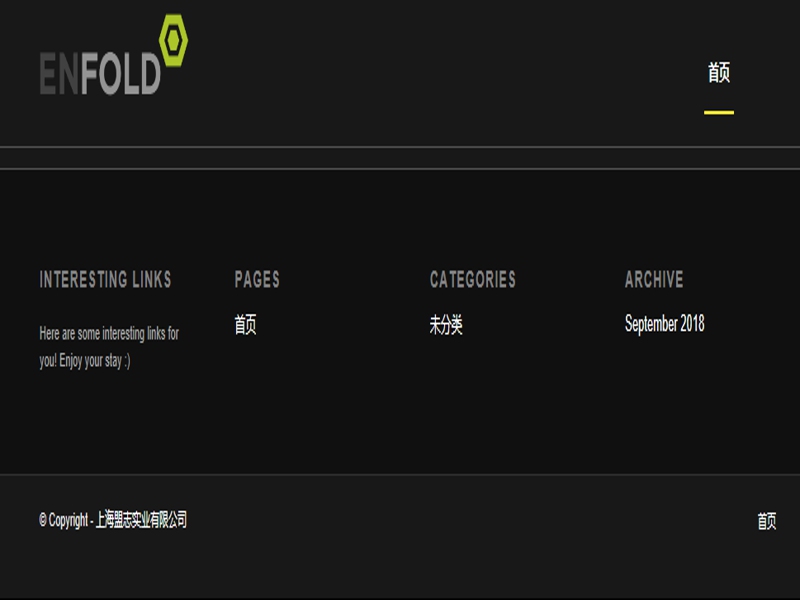 ENFOLD
首页
INTERESTING LINKS
Here are some interesting links for
you! Enjoy your stay :)
PAGES
首页
CATEGORIES
未分类
ARCHIVE
September 2018
© Copyright - 上海盟志实业有限公司
首页